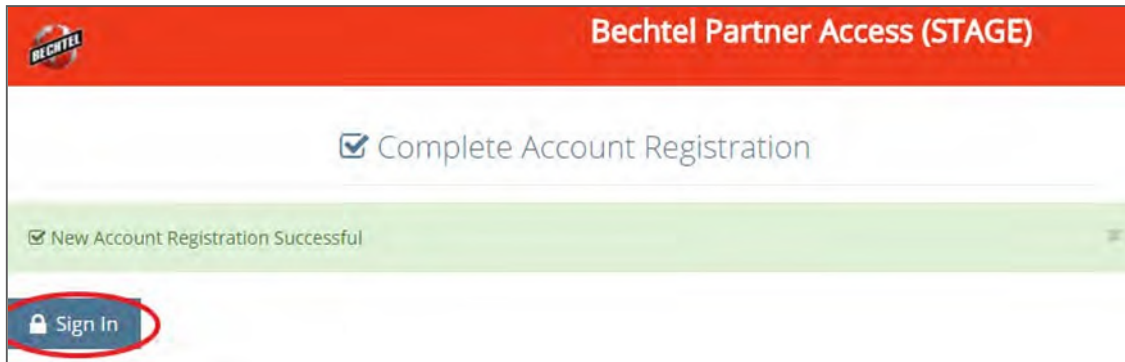 BECHTEL
Bechtel Partner Access (STAGE)
Complete Account Registration
New Account Registration Successful
Sign In